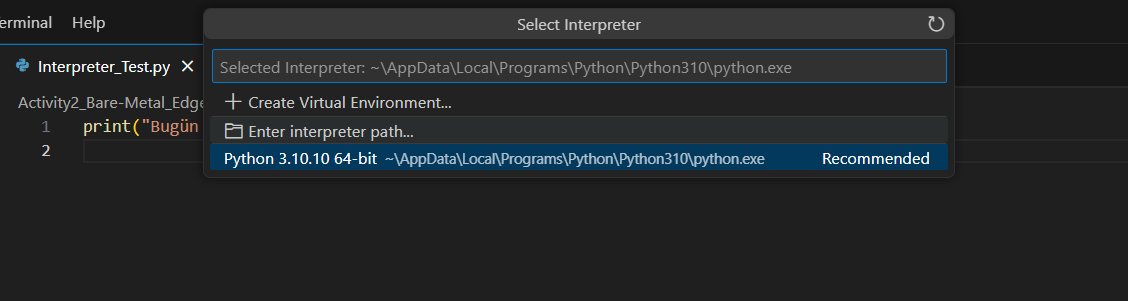 erminal Help
Select Interpreter
Interpreter_Test.py
Selected Interpreter: ~\AppData\Local\Programs\Python\Python310\python.exe
Activity2_Bare-Metal_Edge
Create Virtual Environment...
1 print("Bugün
Enter interpreter path...
2
Python 3.10.10 64-bit ~\AppData\Local\Programs\Python\Python310\python.exe Recommended